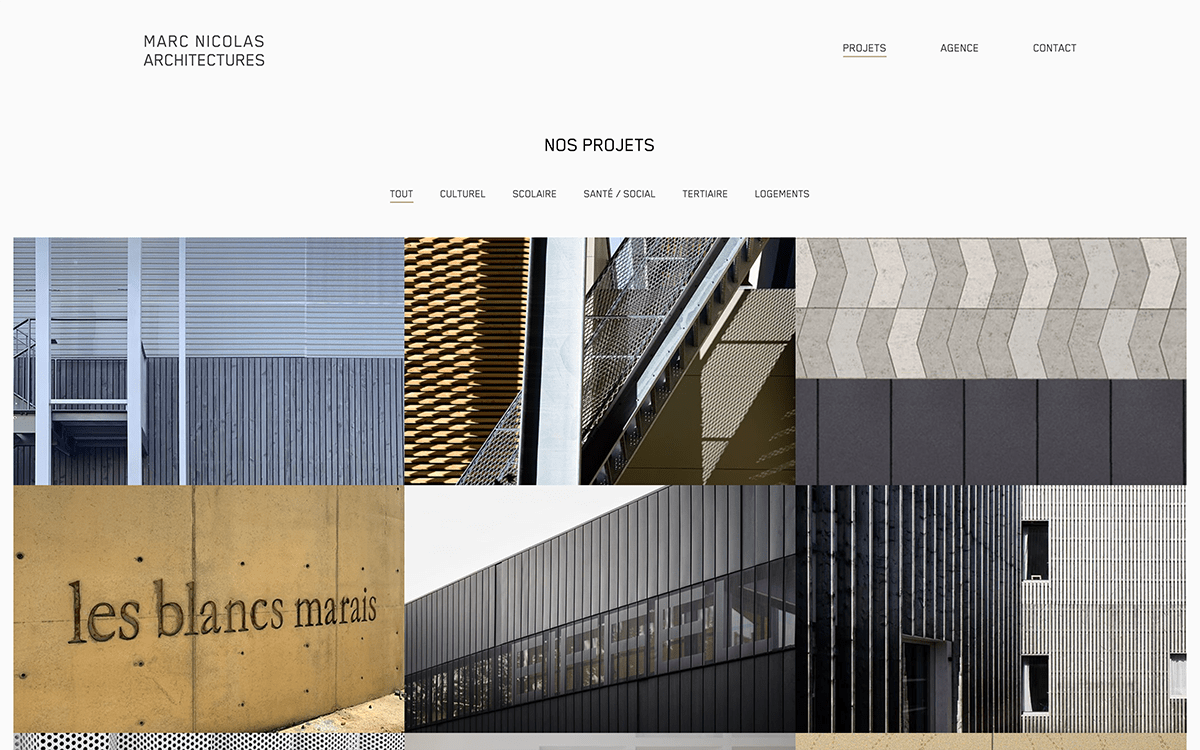 MARC NICOLAS
ARCHITECTURES
PROJETS AGENCE CONTACT
NOS PROJETS
TOUT CULTUREL SCOLAIRE SANTÉ / SOCIAL TERTIAIRE LOGEMENTS
les blancs marais